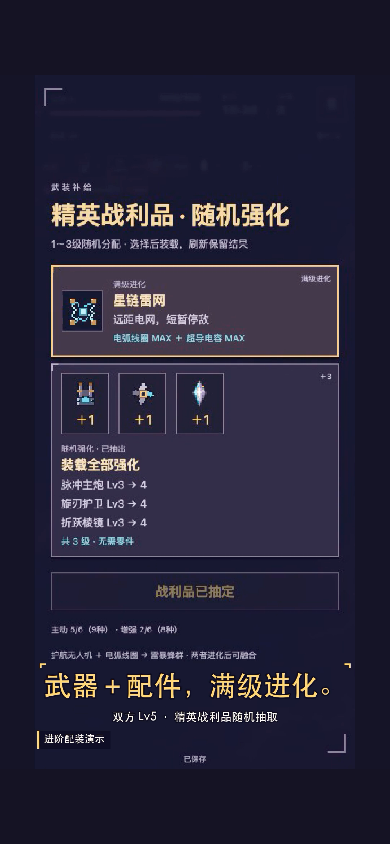 武装补给
精英战利品·随机强化
1–3级随机分配·选择后装载，刷新保留结果
满级进化
满级进化
星链雷网
远距电网，短暂停敌
电弧线圈 MAX + 超导电容 MAX
+3
+1 +1 +1
随机强化·已抽出
装载全部强化
脉冲主炮 Lv3 → 4
旋刃护卫 Lv3 → 4
折跃棱镜 Lv3 → 4
共 3 级·无需零件
战利品已抽定
主动 5/6（9种）·增强 2/6（8种）
护航无人机 + 电弧线圈 → 雷暴蜂群·两者进化后可融合
武器+配件，满级进化。
双方 Lv5 · 精英战利品随机抽取
进阶配装演示
已保存